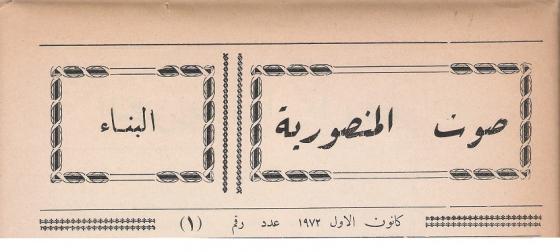 صوت المنصورية
البناء
كانون الاول ١٩٧٢ عدد رقم (١)